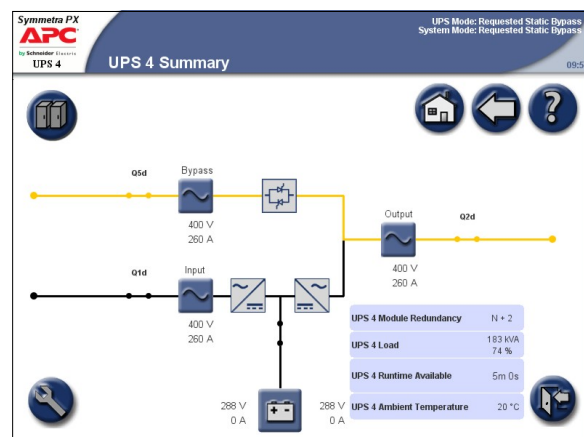 Symmetra PX
APC
by Schneider Electric
UPS 4
UPS 4 Summary
UPS Mode: Requested Static Bypass
System Mode: Requested Static Bypass
09:5
Q5d
Bypass
400 V
260 A
Output
Q2d
400 V
260 A
Q1d
Input
400 V
260 A
UPS 4 Module Redundancy N + 2
UPS 4 Load 183 kVA
74 %
UPS 4 Runtime Available 5m 0s
UPS 4 Ambient Temperature 20 °C
288 V
0 A
288 V
0 A